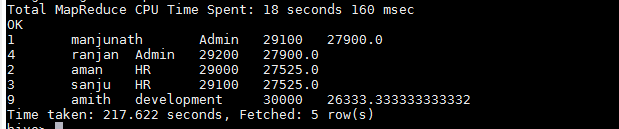 Total MapReduce CPU Time Spent: 18 seconds 160 msec
OK
1 manjunath Admin 29100 27900.0
4 ranjan Admin 29200 27900.0
2 aman HR 29000 27525.0
3 sanju HR 29100 27525.0
9 amith development 30000 26333.333333333332
Time taken: 217.622 seconds, Fetched: 5 row(s)
hive>